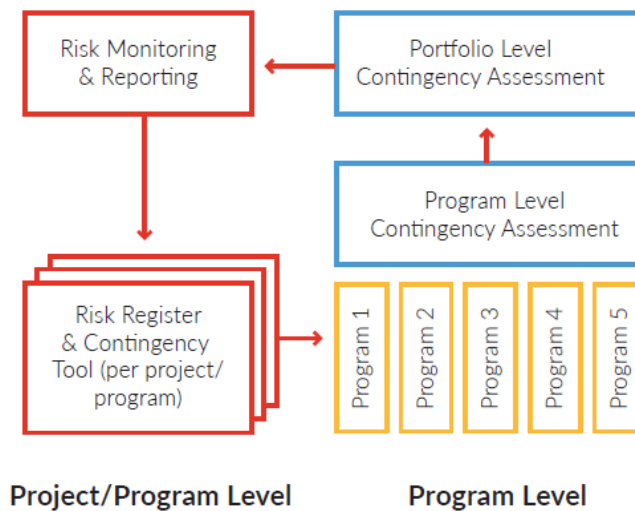 Risk Monitoring
& Reporting
Portfolio Level
Contingency Assessment
Program Level
Contingency Assessment
Risk Register
& Contingency
Tool (per project/
program)
Program 1
Program 2
Program 3
Program 4
Program 5
Project/Program Level
Program Level